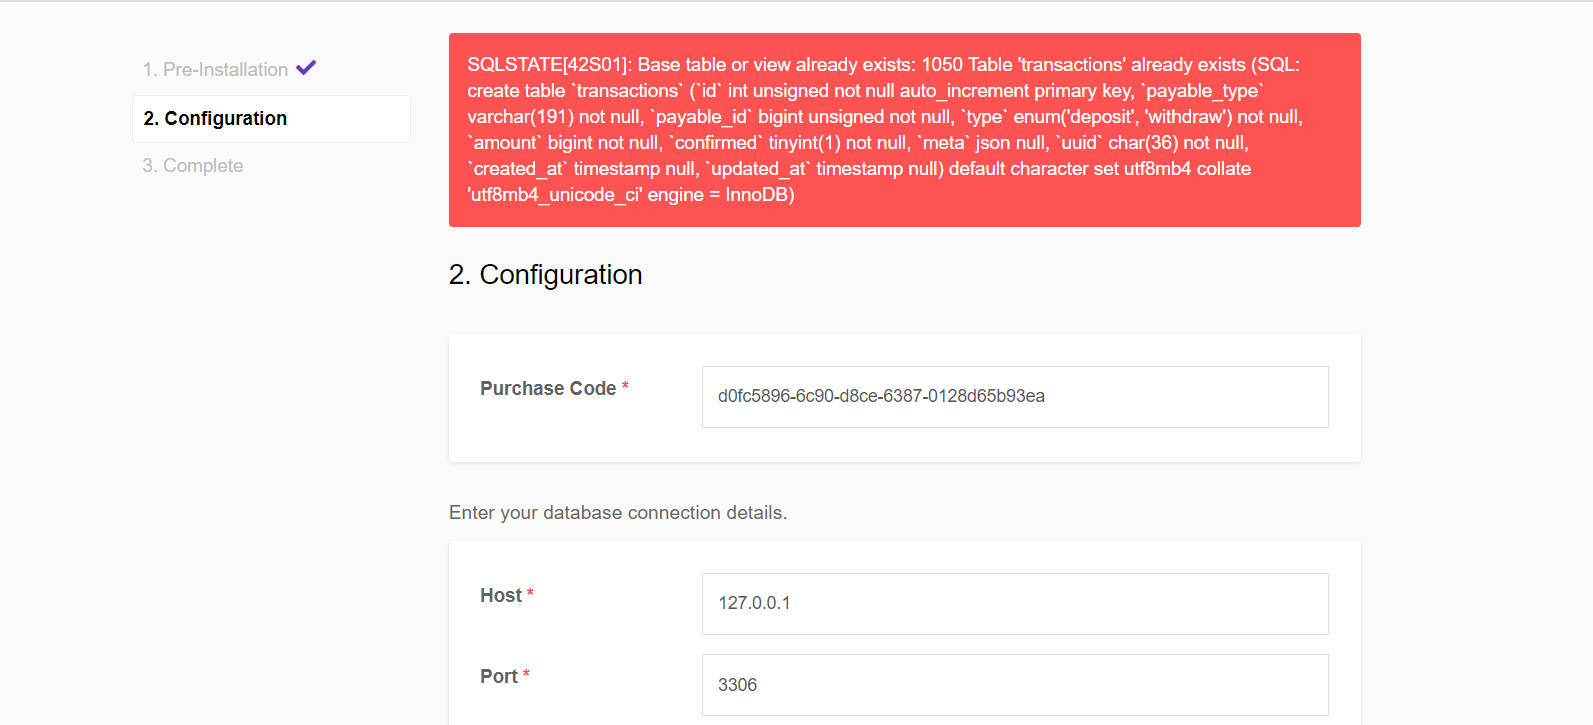 1. Pre-Installation
2. Configuration
3. Complete
SQLSTATE[42S01]: Base table or view already exists: 1050 Table 'transactions' already exists (SQL:
create table `transactions` (`id` int unsigned not null auto_increment primary key, `payable_type`
varchar(191) not null, `payable_id` bigint unsigned not null, `type` enum('deposit', 'withdraw') not null,
`amount` bigint not null, `confirmed` tinyint(1) not null, `meta` json null, `uuid` char(36) not null,
`created_at` timestamp null, `updated_at` timestamp null) default character set utf8mb4 collate
'utf8mb4_unicode_ci' engine = InnoDB)
2. Configuration
Purchase Code *
d0fc5896-6c90-d8ce-6387-0128d65b93ea
Enter your database connection details.
Host *
127.0.0.1
Port *
3306